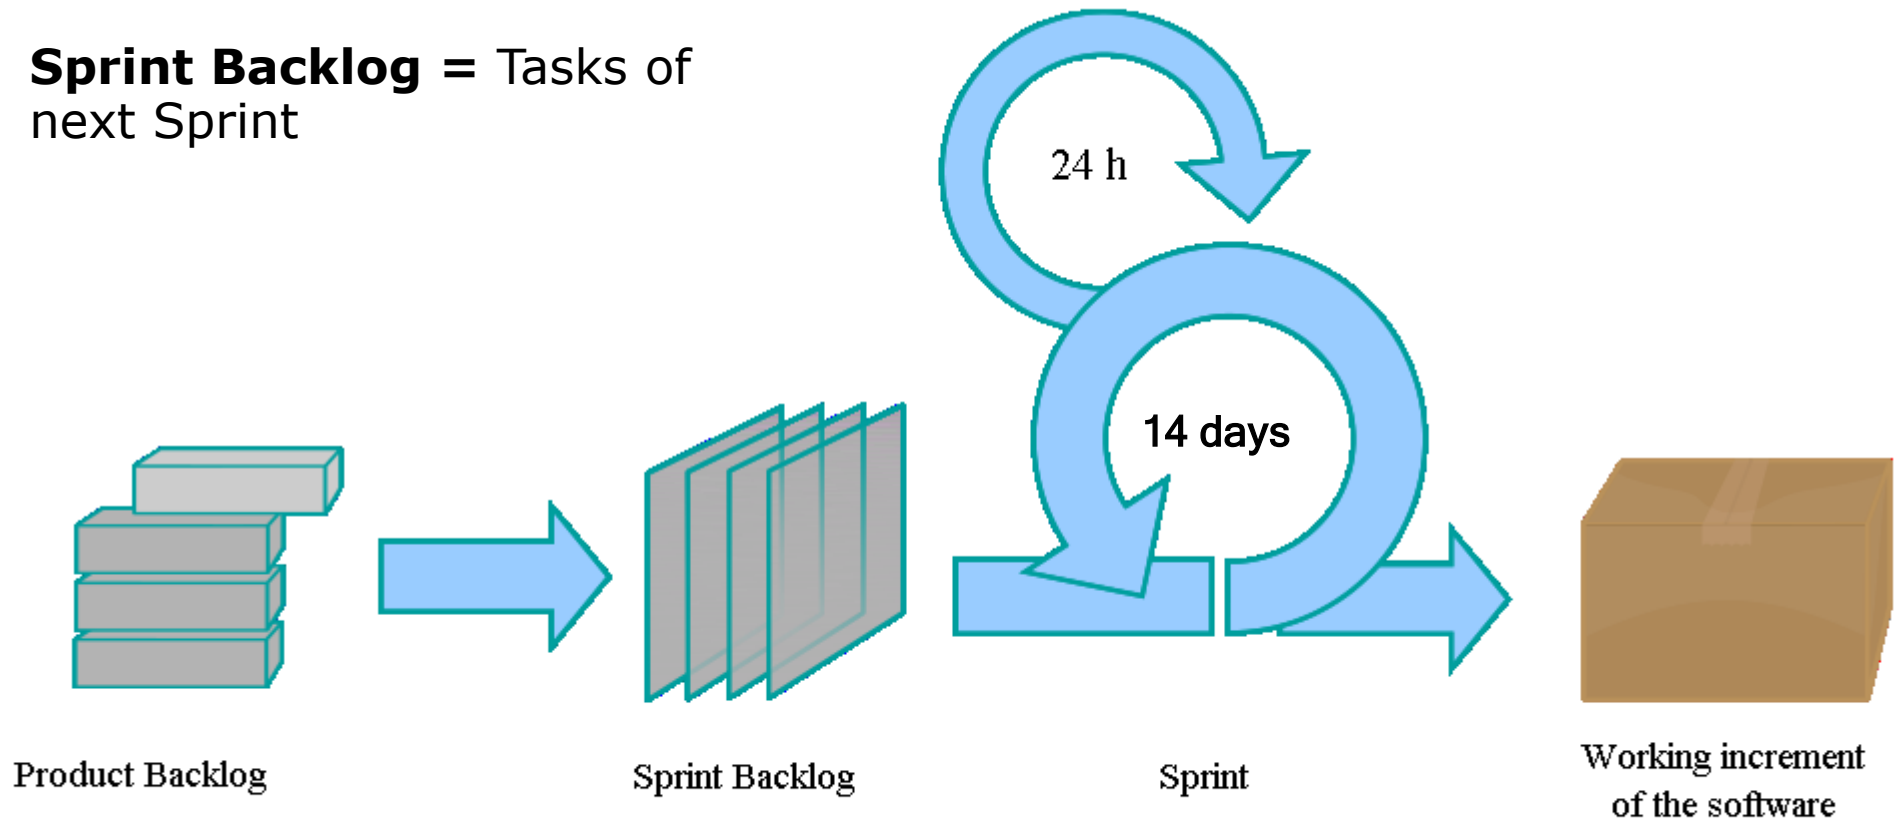 Sprint Backlog = Tasks of
next Sprint
24 h
14 days
Product Backlog
Sprint Backlog
Sprint
Working increment
of the software